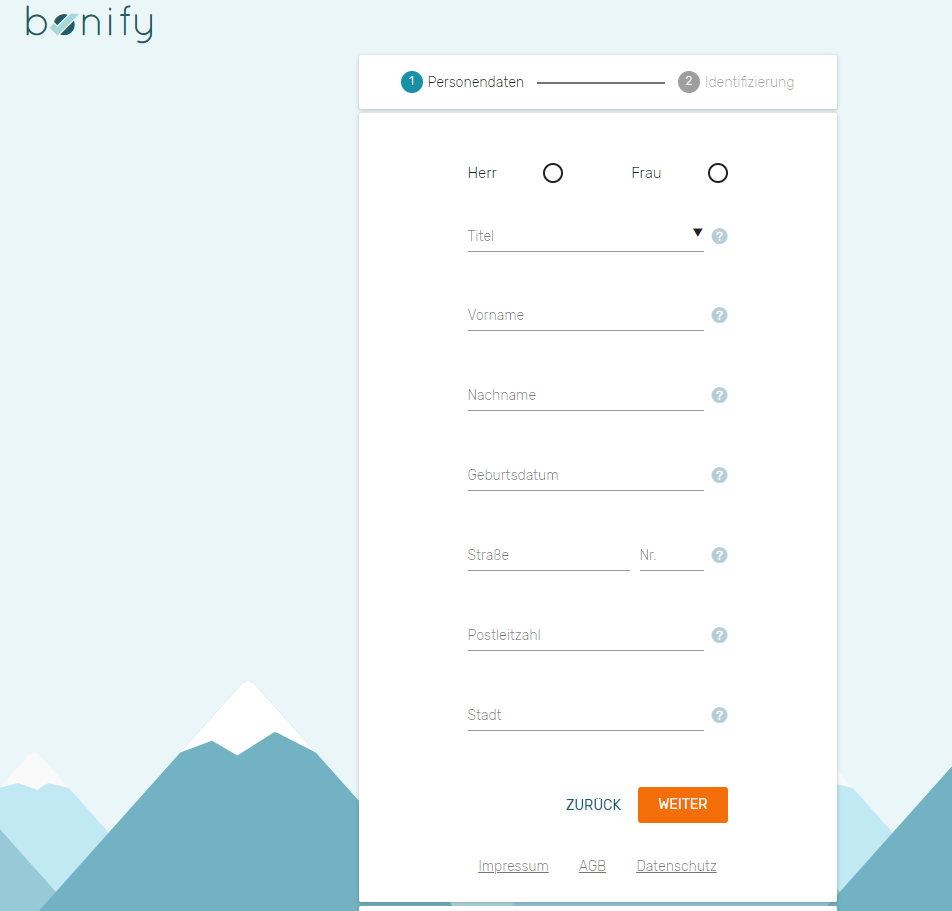 bonify
1 Personendaten 2 Identifizierung
Herr Frau
Titel ▼ ?
Vorname ?
Nachname ?
Geburtsdatum ?
Straße Nr. ?
Postleitzahl ?
Stadt ?
ZURÜCK WEITER
Impressum AGB Datenschutz